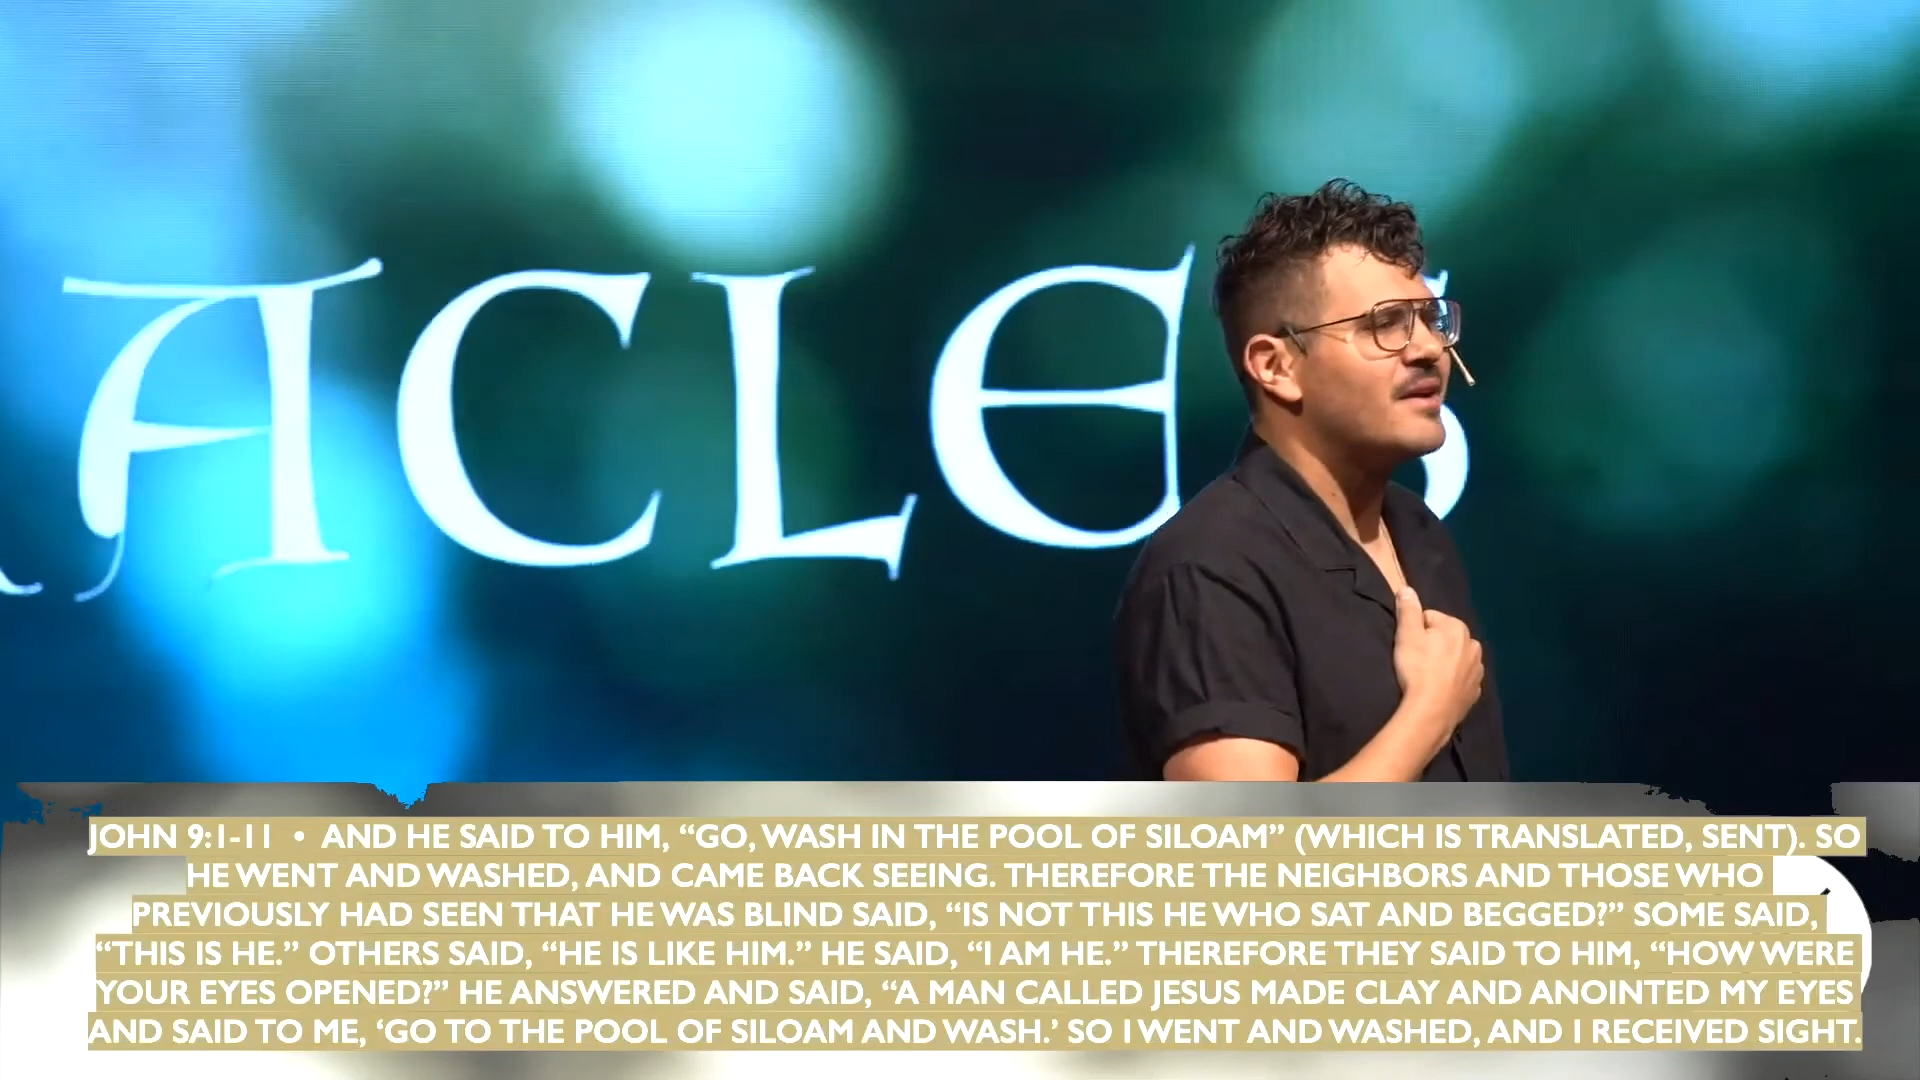 ACLES
JOHN 9:1-11 • AND HE SAID TO HIM, “GO, WASH IN THE POOL OF SILOAM” (WHICH IS TRANSLATED, SENT). SO
HE WENT AND WASHED, AND CAME BACK SEEING. THEREFORE THE NEIGHBORS AND THOSE WHO
PREVIOUSLY HAD SEEN THAT HE WAS BLIND SAID, “IS NOT THIS HE WHO SAT AND BEGGED?” SOME SAID,
“THIS IS HE.” OTHERS SAID, “HE IS LIKE HIM.” HE SAID, “I AM HE.” THEREFORE THEY SAID TO HIM, “HOW WERE
YOUR EYES OPENED?” HE ANSWERED AND SAID, “A MAN CALLED JESUS MADE CLAY AND ANOINTED MY EYES
AND SAID TO ME, ‘GO TO THE POOL OF SILOAM AND WASH.’ SO I WENT AND WASHED, AND I RECEIVED SIGHT.